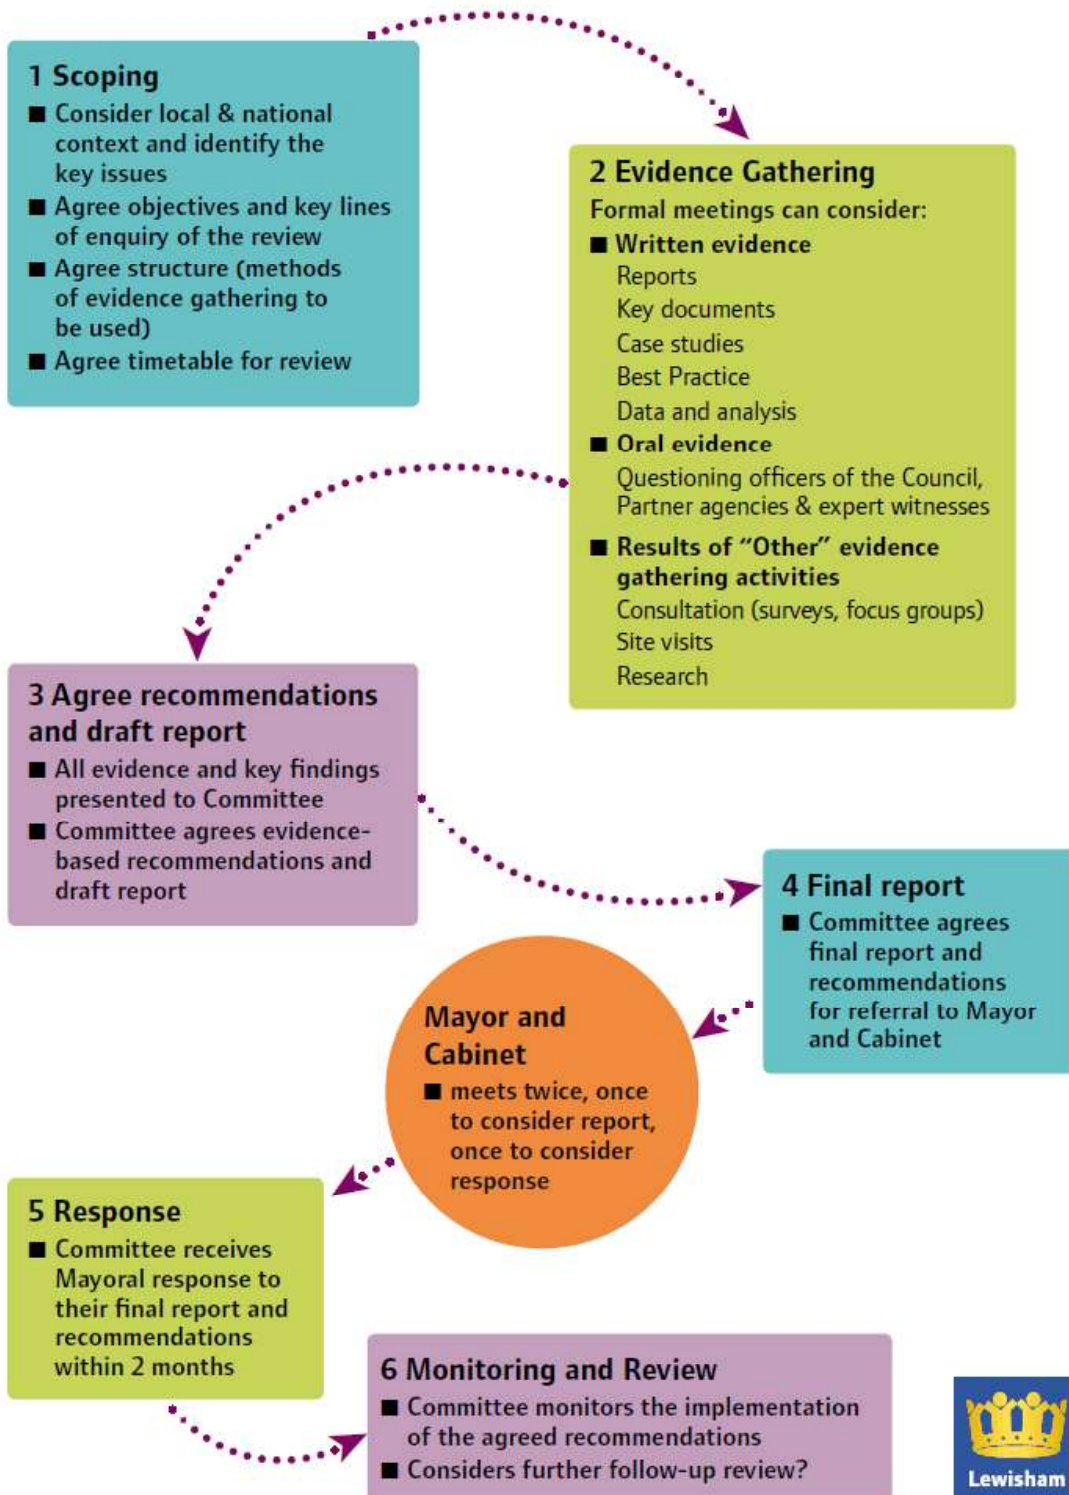 1 Scoping
■ Consider local & national
context and identify the
key issues
■ Agree objectives and key lines
of enquiry of the review
■ Agree structure (methods
of evidence gathering to
be used)
■ Agree timetable for review
2 Evidence Gathering
Formal meetings can consider:
■ Written evidence
Reports
Key documents
Case studies
Best Practice
Data and analysis
■ Oral evidence
Questioning officers of the Council,
Partner agencies & expert witnesses
■ Results of “Other” evidence
gathering activities
Consultation (surveys, focus groups)
Site visits
Research
3 Agree recommendations
and draft report
■ All evidence and key findings
presented to Committee
■ Committee agrees evidence-
based recommendations and
draft report
4 Final report
■ Committee agrees
final report and
recommendations
for referral to Mayor
and Cabinet
Mayor and
Cabinet
■ meets twice, once
to consider report,
once to consider
response
5 Response
■ Committee receives
Mayoral response to
their final report and
recommendations
within 2 months
6 Monitoring and Review
■ Committee monitors the implementation
of the agreed recommendations
■ Considers further follow-up review?
Lewisham